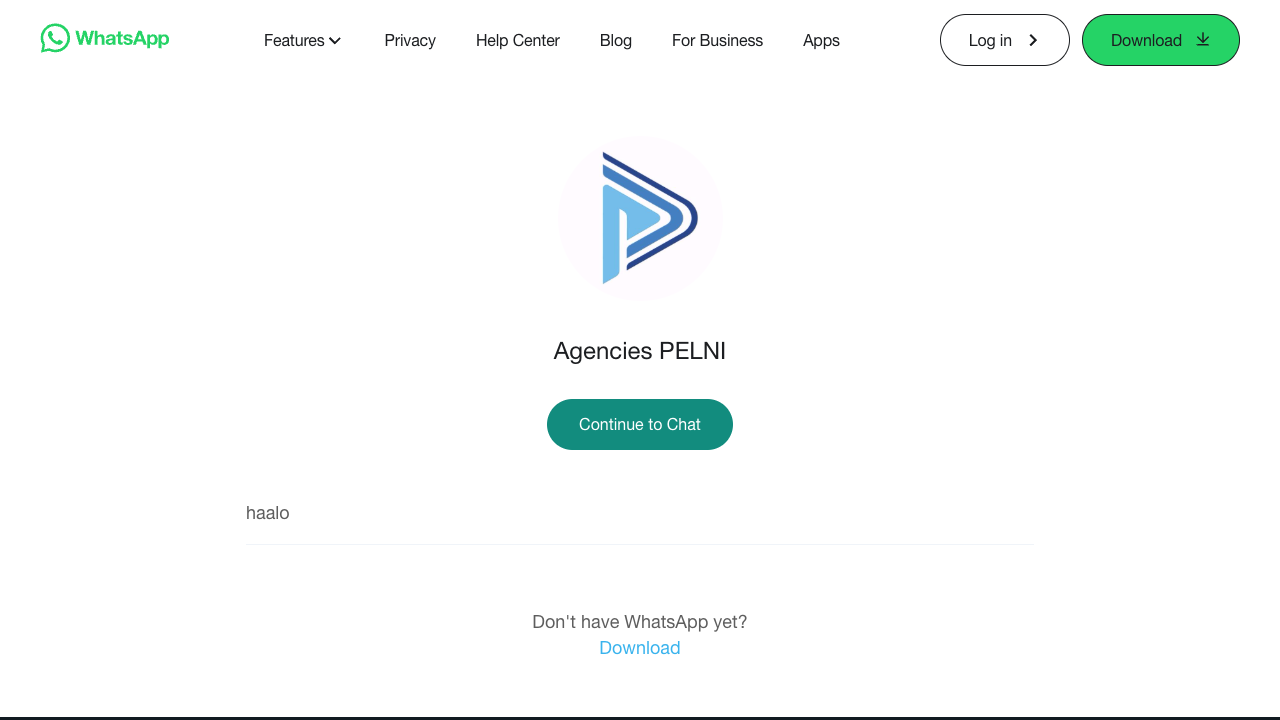 WhatsApp
Features
Privacy
Help Center
Blog
For Business
Apps
Log in
Download
Agencies PELNI
Continue to Chat
haalo
Don't have WhatsApp yet?
Download